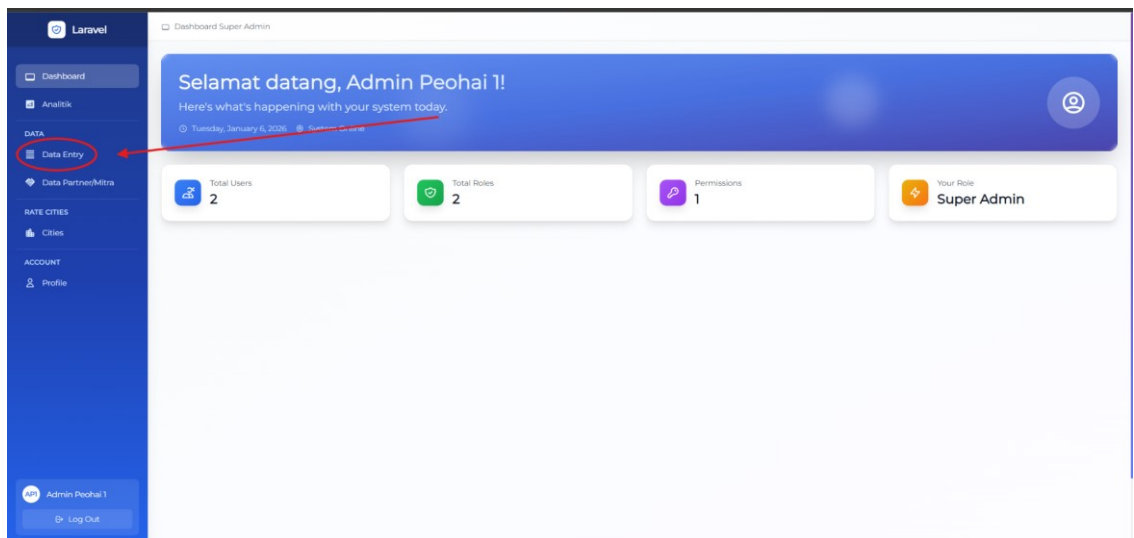 Laravel
Dashboard Super Admin
Dashboard
Analitik
DATA
Data Entry
Data Partner/Mitra
RATE CITIES
Cities
ACCOUNT
Profile
API Admin Peohai 1
Log Out
Selamat datang, Admin Peohai 1!
Here's what's happening with your system today.
Tuesday, January 6, 2026 System Online
Total Users
2
Total Roles
2
Permissions
1
Your Role
Super Admin